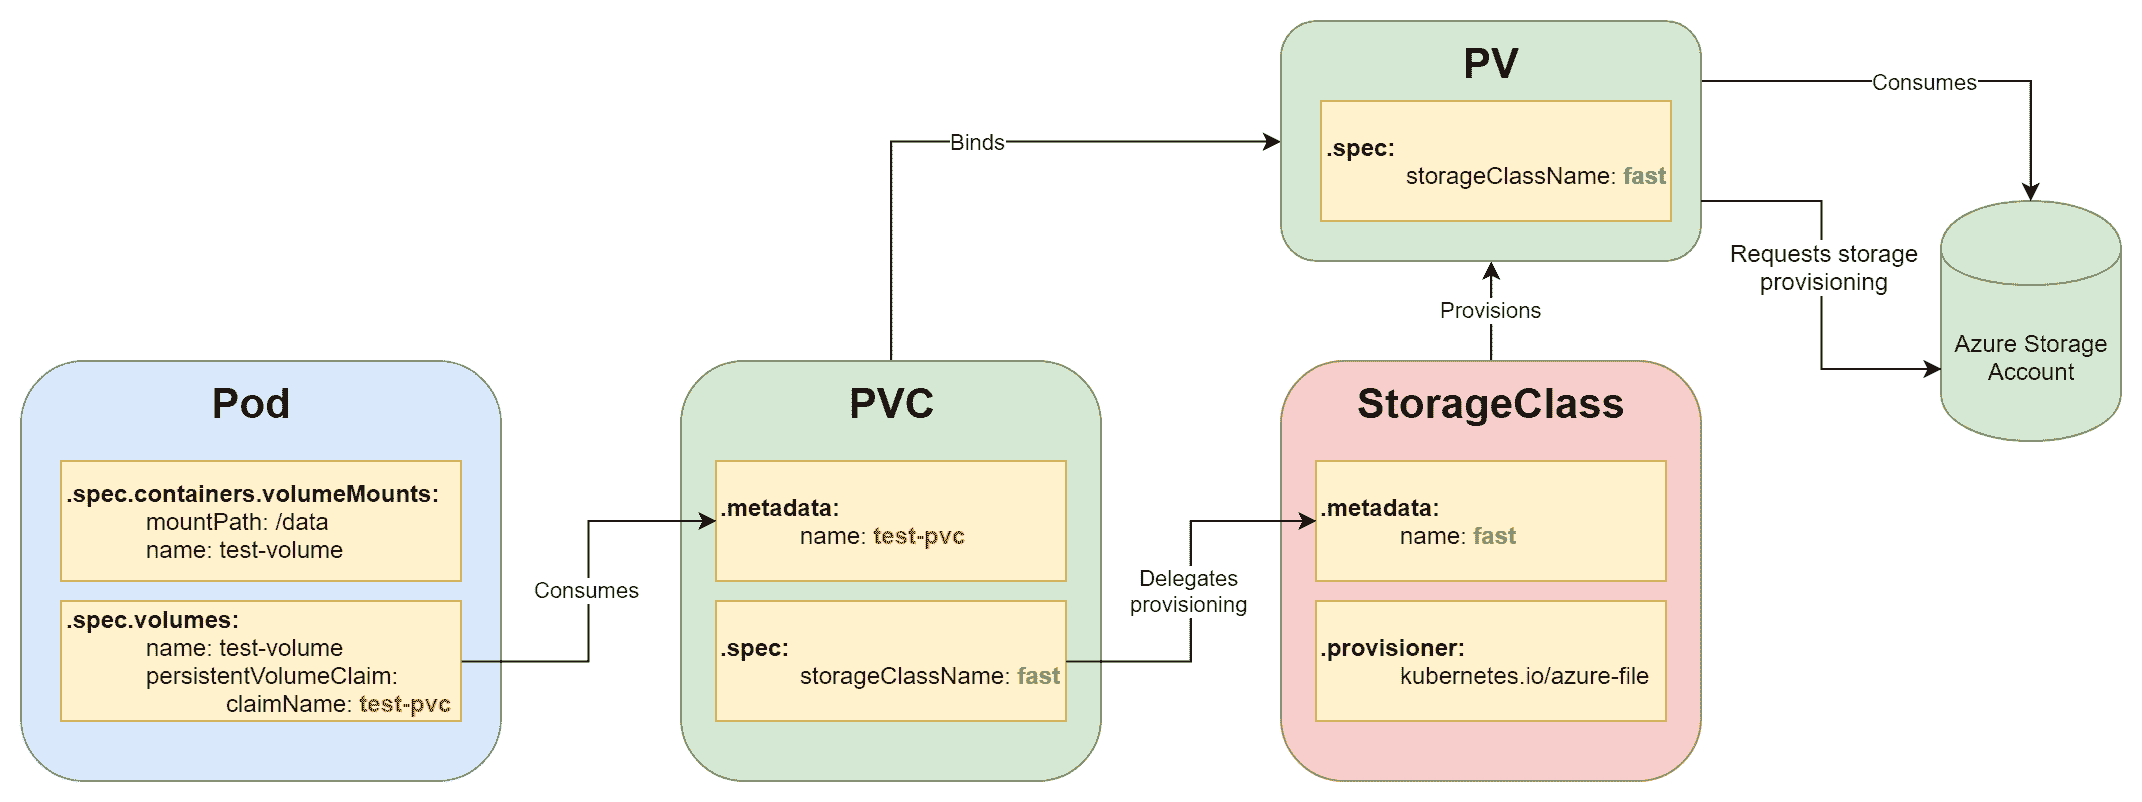 PV
.spec:
storageClassName: fast
Consumes
Binds
Requests storage
provisioning
Provisions
Azure Storage
Account
Pod
.spec.containers.volumeMounts:
mountPath: /data
name: test-volume
.spec.volumes:
name: test-volume
persistentVolumeClaim:
claimName: test-pvc
Consumes
PVC
.metadata:
name: test-pvc
.spec:
storageClassName: fast
Delegates
provisioning
StorageClass
.metadata:
name: fast
.provisioner:
kubernetes.io/azure-file